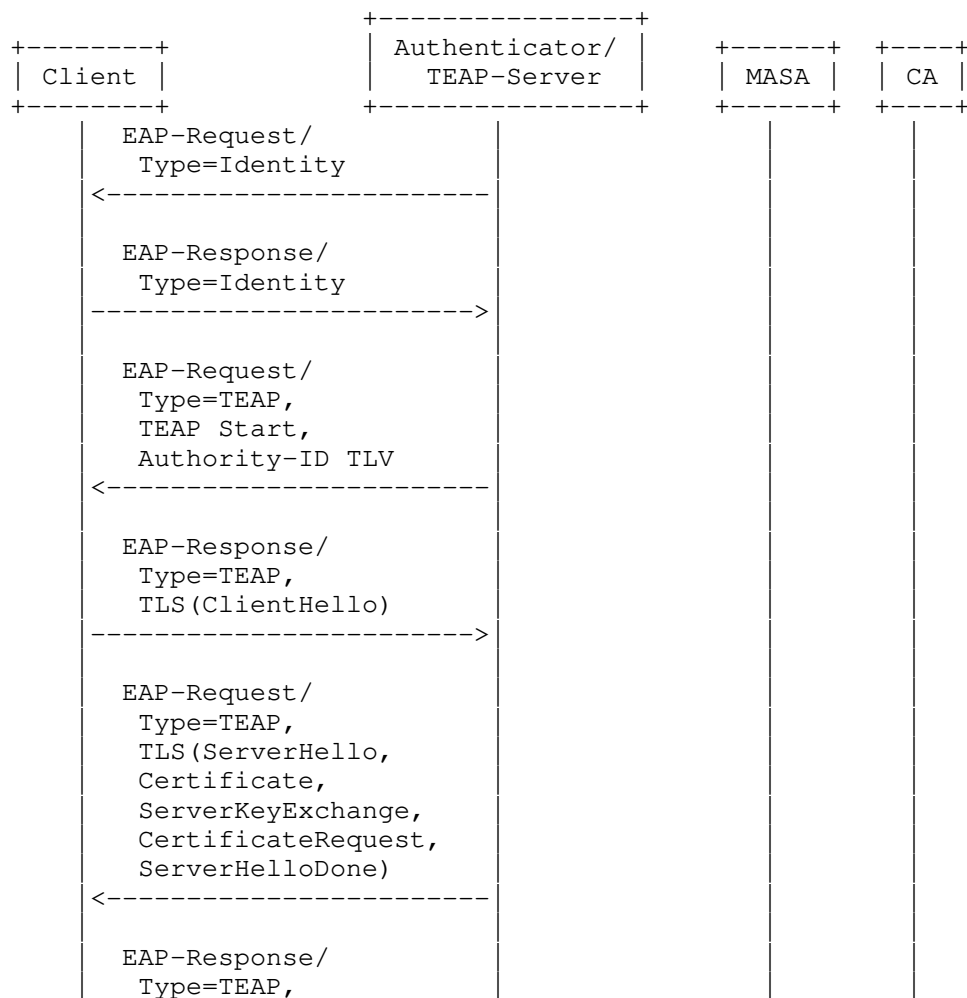 Authenticator/
Client TEAP-Server MASA CA
EAP-Request/
Type=Identity
EAP-Response/
Type=Identity
EAP-Request/
Type=TEAP,
TEAP Start,
Authority-ID TLV
EAP-Response/
Type=TEAP,
TLS(ClientHello)
EAP-Request/
Type=TEAP,
TLS(ServerHello,
Certificate,
ServerKeyExchange,
CertificateRequest,
ServerHelloDone)
EAP-Response/
Type=TEAP,